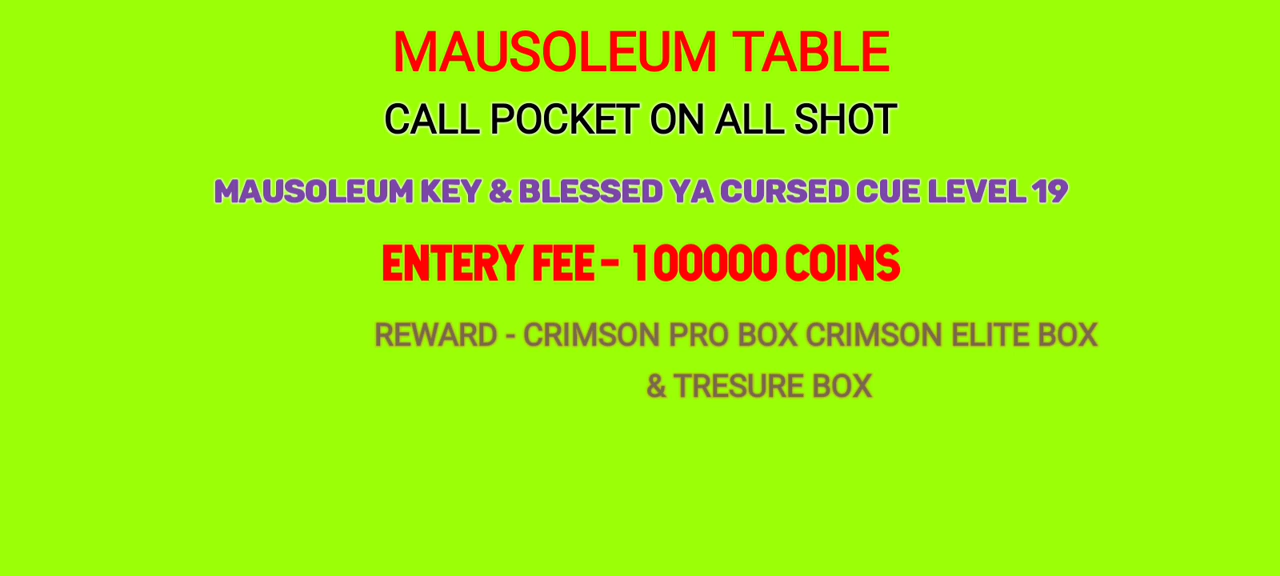 MAUSOLEUM TABLE
CALL POCKET ON ALL SHOT
MAUSOLEUM KEY & BLESSED YA CURSED CUE LEVEL 19
ENTERY FEE - 100000 COINS
REWARD - CRIMSON PRO BOX CRIMSON ELITE BOX
& TRESURE BOX